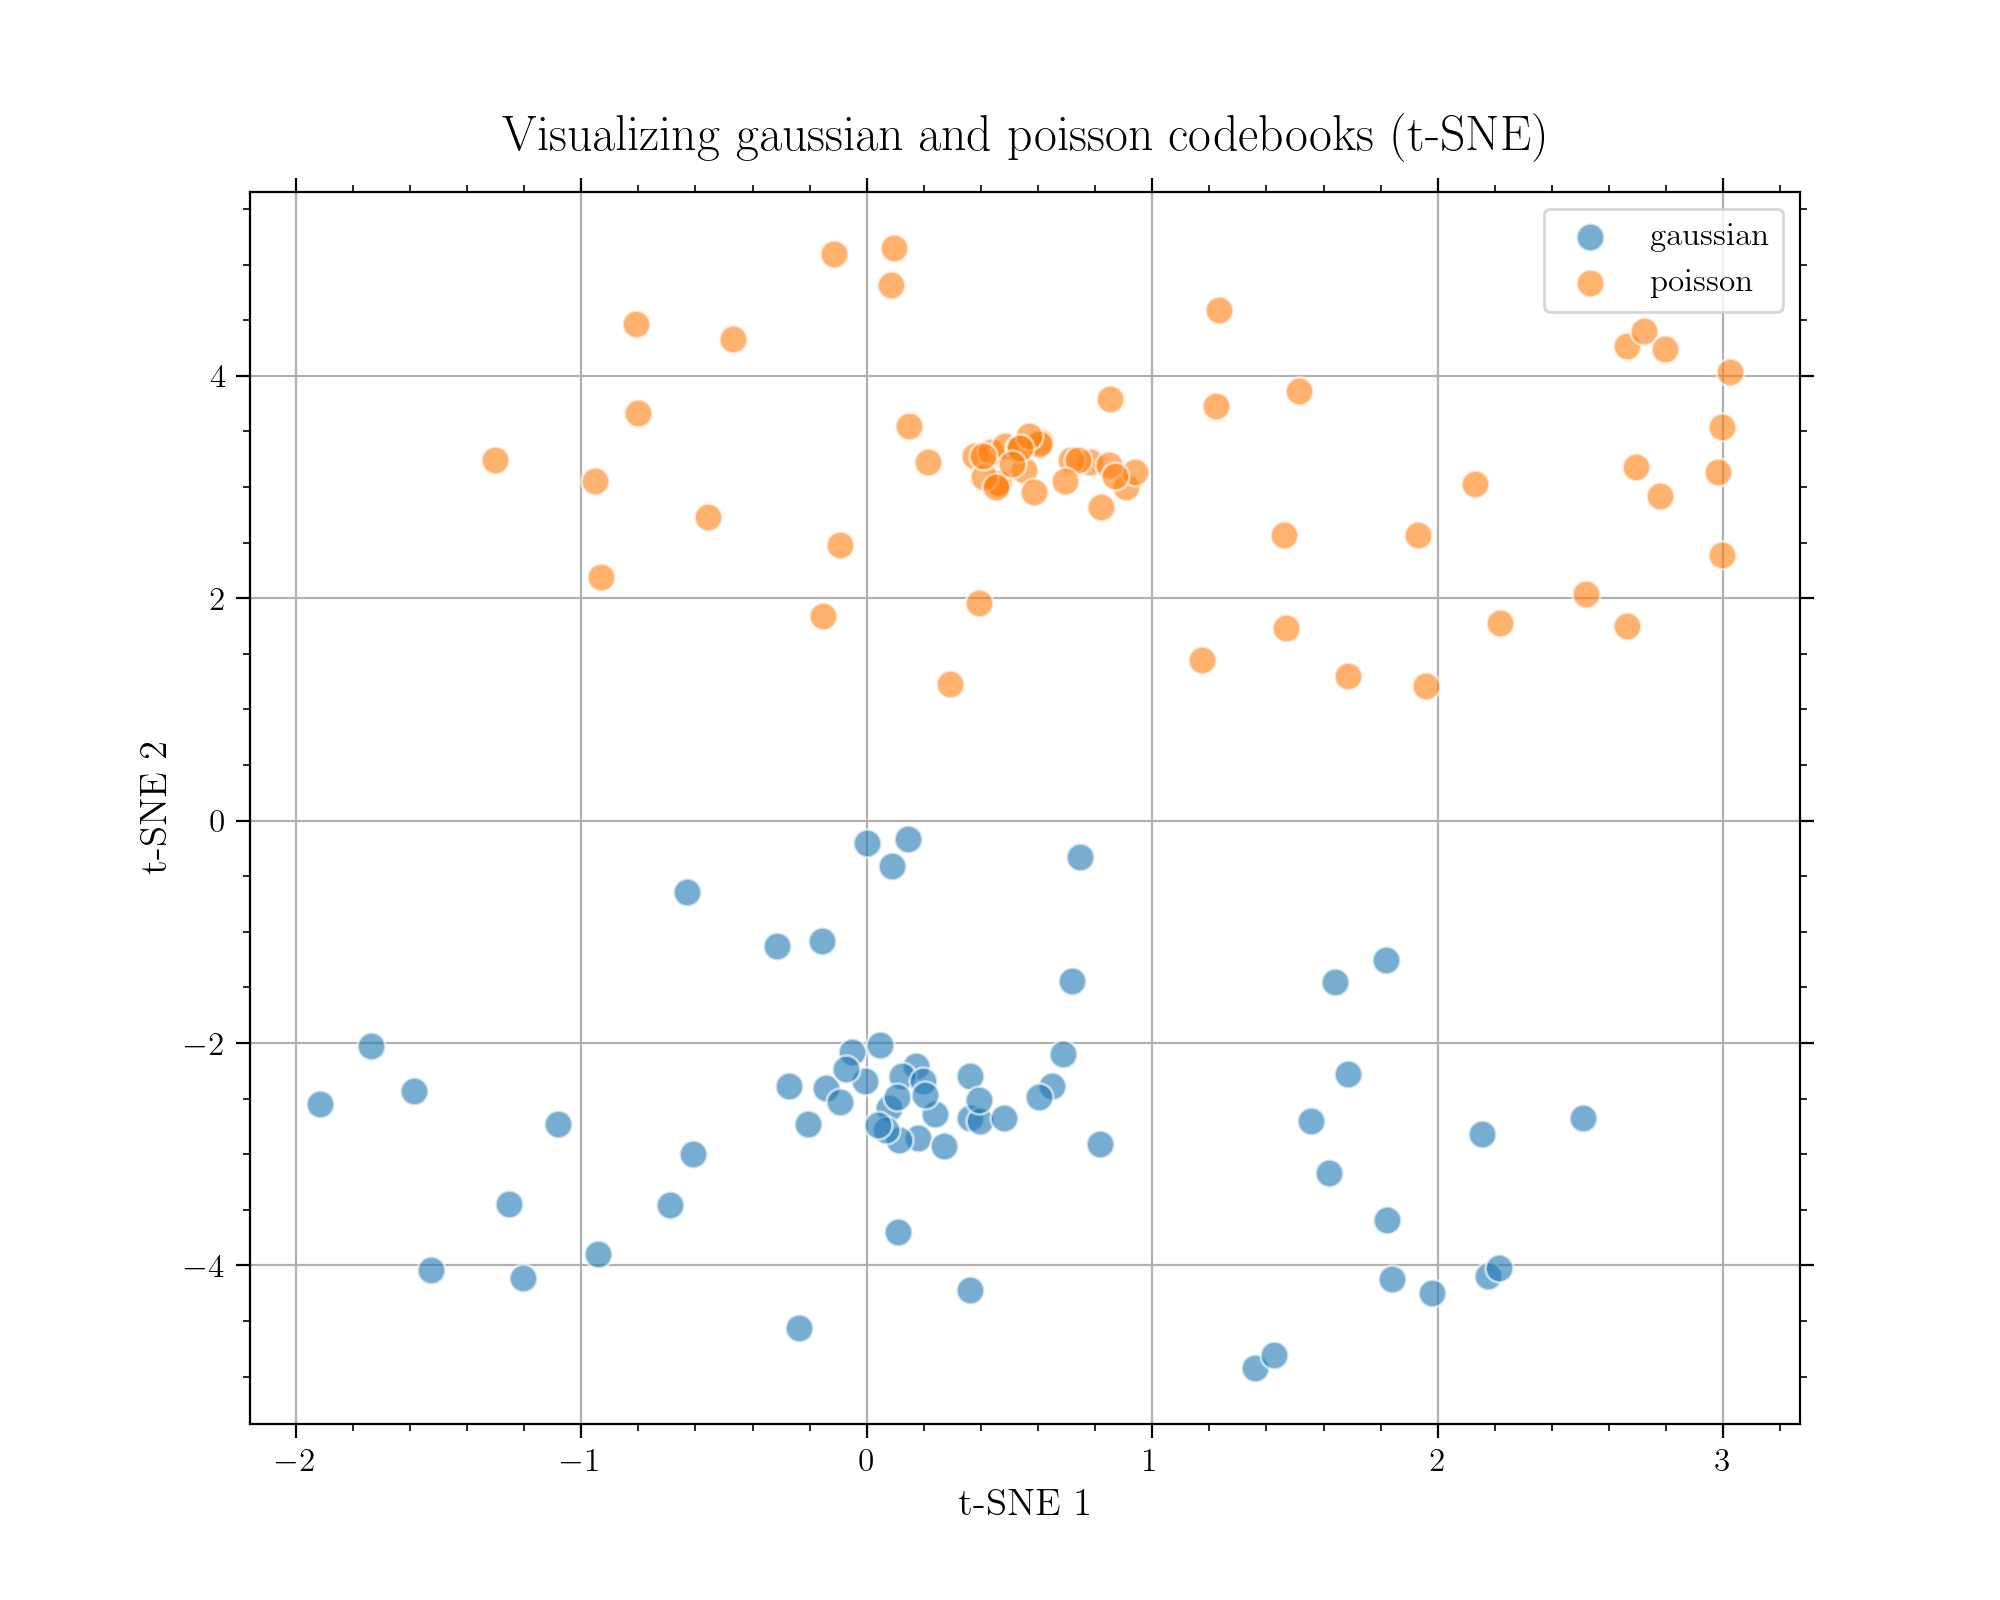 Visualizing gaussian and poisson codebooks (t-SNE)
gaussian
poisson
4
2
0
−2
−4
t-SNE 2
−2
−1
0
1
2
3
t-SNE 1